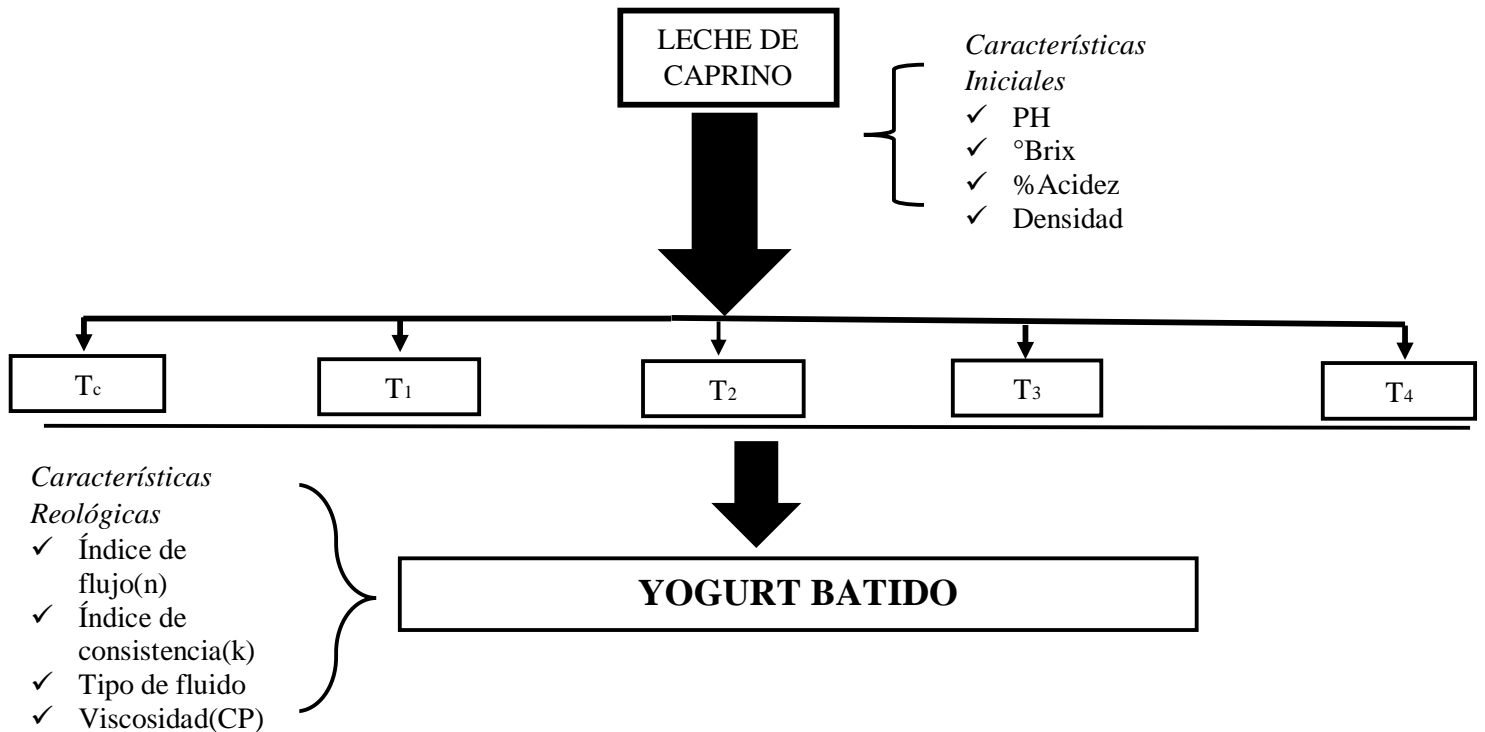 LECHE DE
CAPRINO
Características
Iniciales
✓ PH
✓ °Brix
✓ %Acidez
✓ Densidad
Tc
T1
T2
T3
T4
Características
Reológicas
✓ Índice de
flujo(n)
✓ Índice de
consistencia(k)
✓ Tipo de fluido
✓ Viscosidad(CP)
YOGURT BATIDO